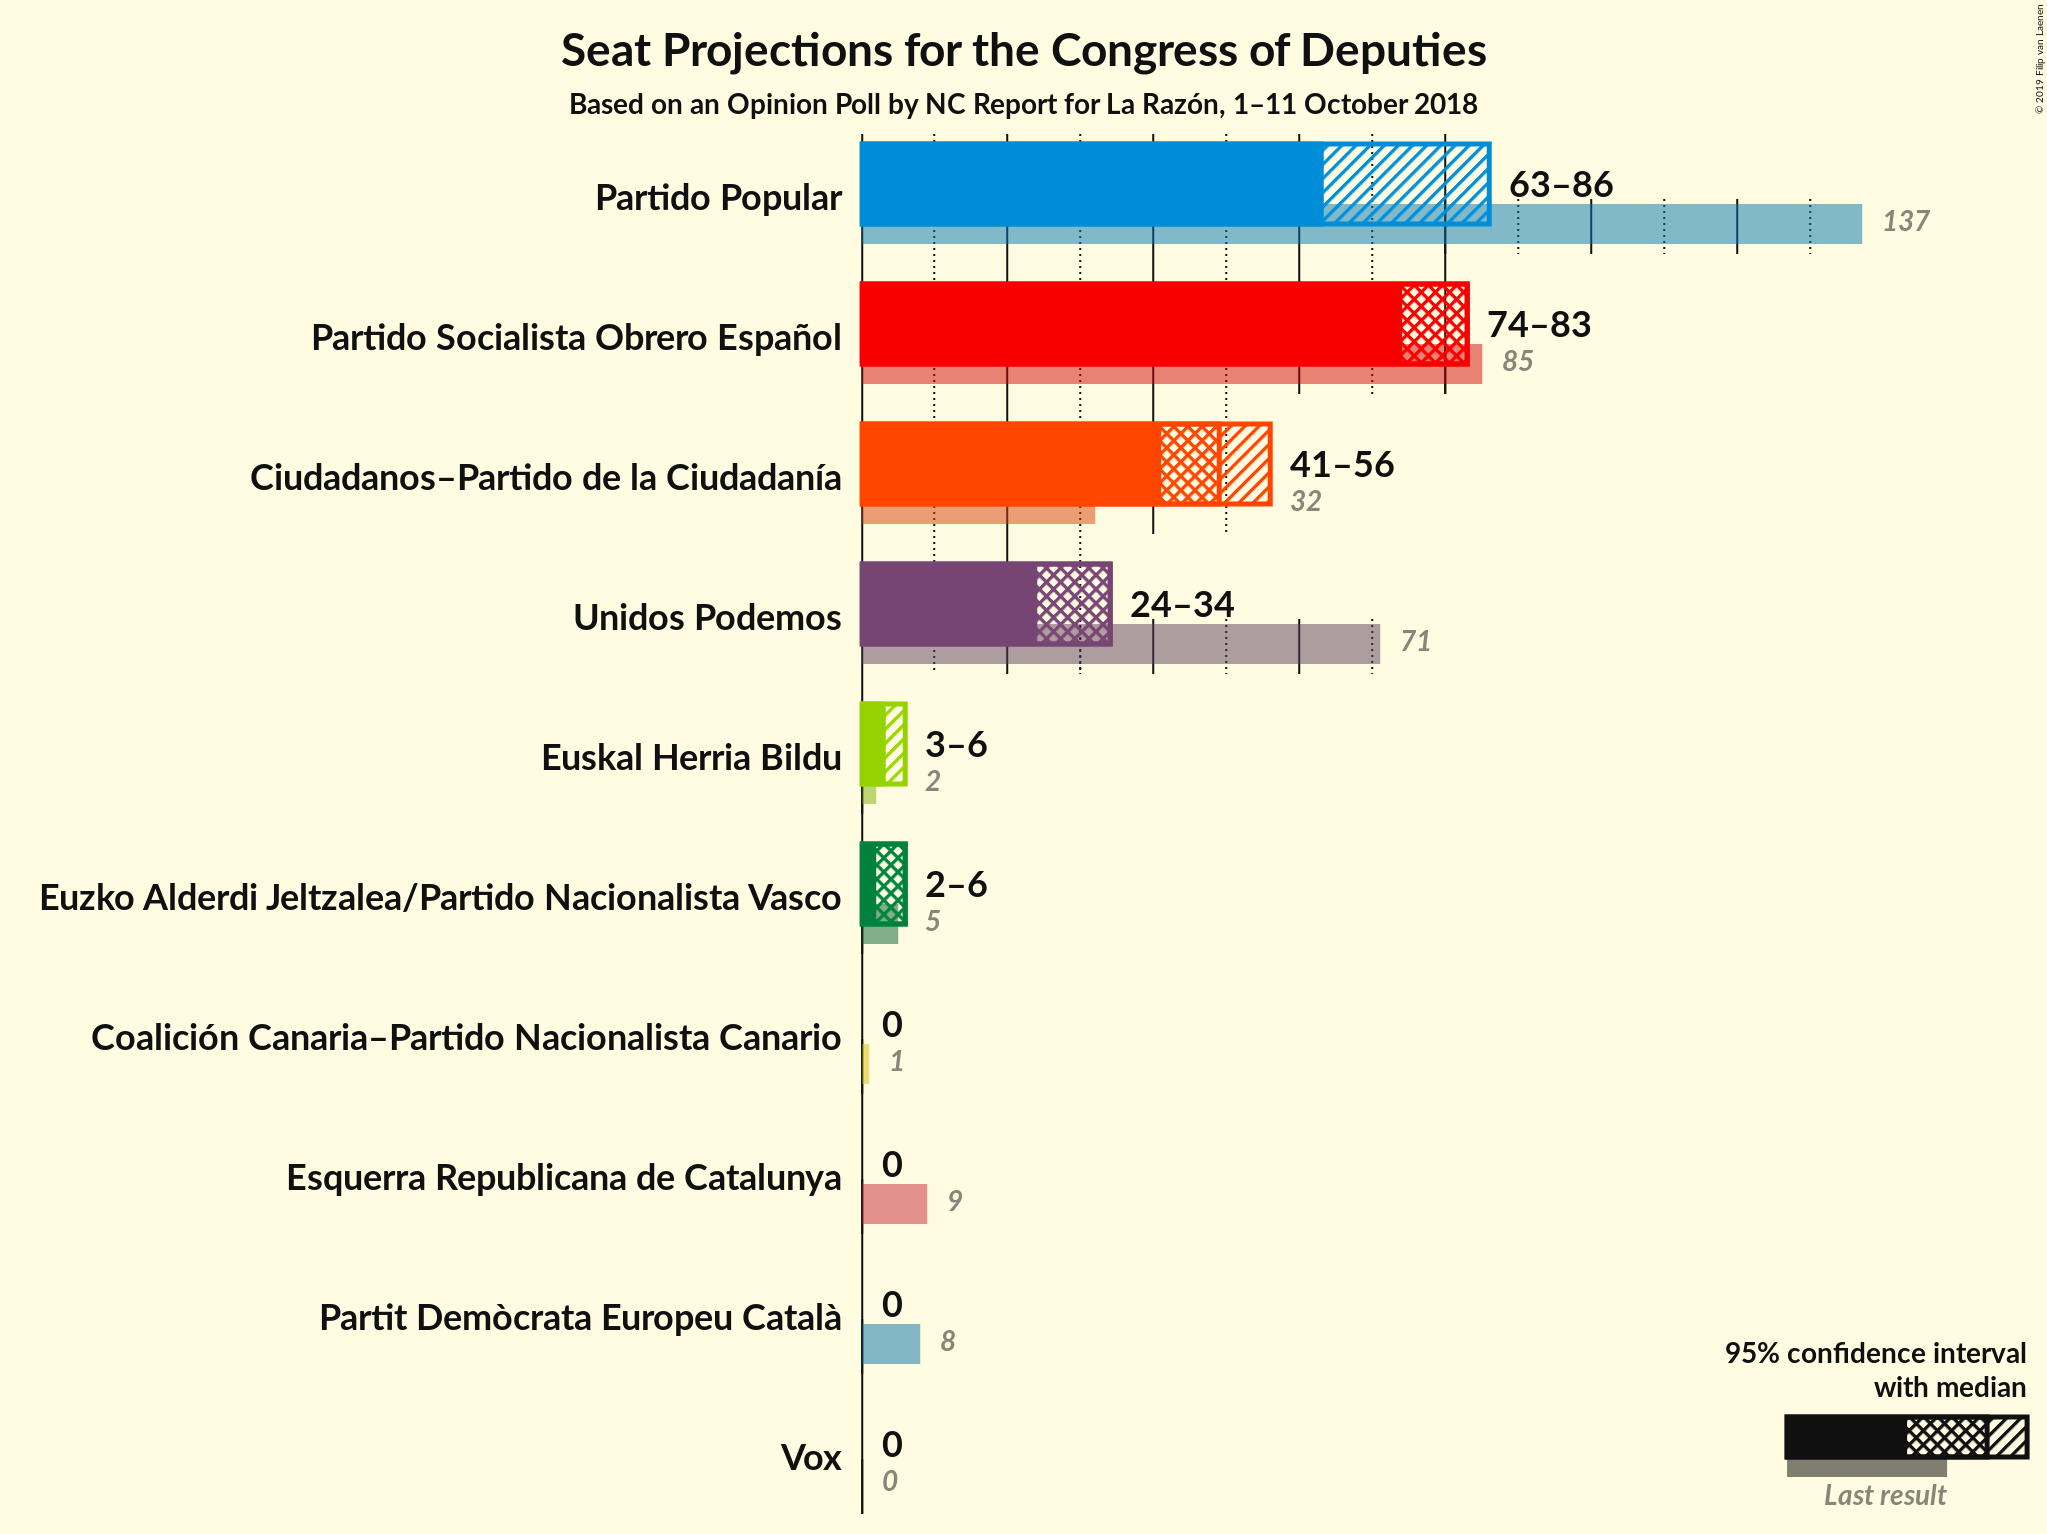 Seat Projections for the Congress of Deputies
Based on an Opinion Poll by NC Report for La Razón, 1–11 October 2018
© 2019 Filip van Laenen
Partido Popular
63–86
137
Partido Socialista Obrero Español
74–83
85
Ciudadanos–Partido de la Ciudadanía
41–56
32
Unidos Podemos
24–34
71
Euskal Herria Bildu
3–6
2
Euzko Alderdi Jeltzalea/Partido Nacionalista Vasco
2–6
5
Coalición Canaria–Partido Nacionalista Canario
0
1
Esquerra Republicana de Catalunya
0
9
Partit Demòcrata Europeu Català
0
8
Vox
0
0
95% confidence interval
with median
Last result